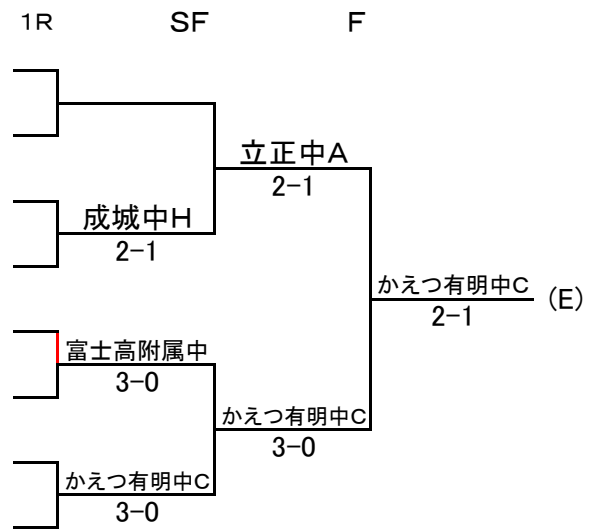 1R SF F
立正中A
2-1
成城中H
2-1
かえつ有明中C (E)
2-1
富士高附属中
3-0
かえつ有明中C
3-0
かえつ有明中C
3-0